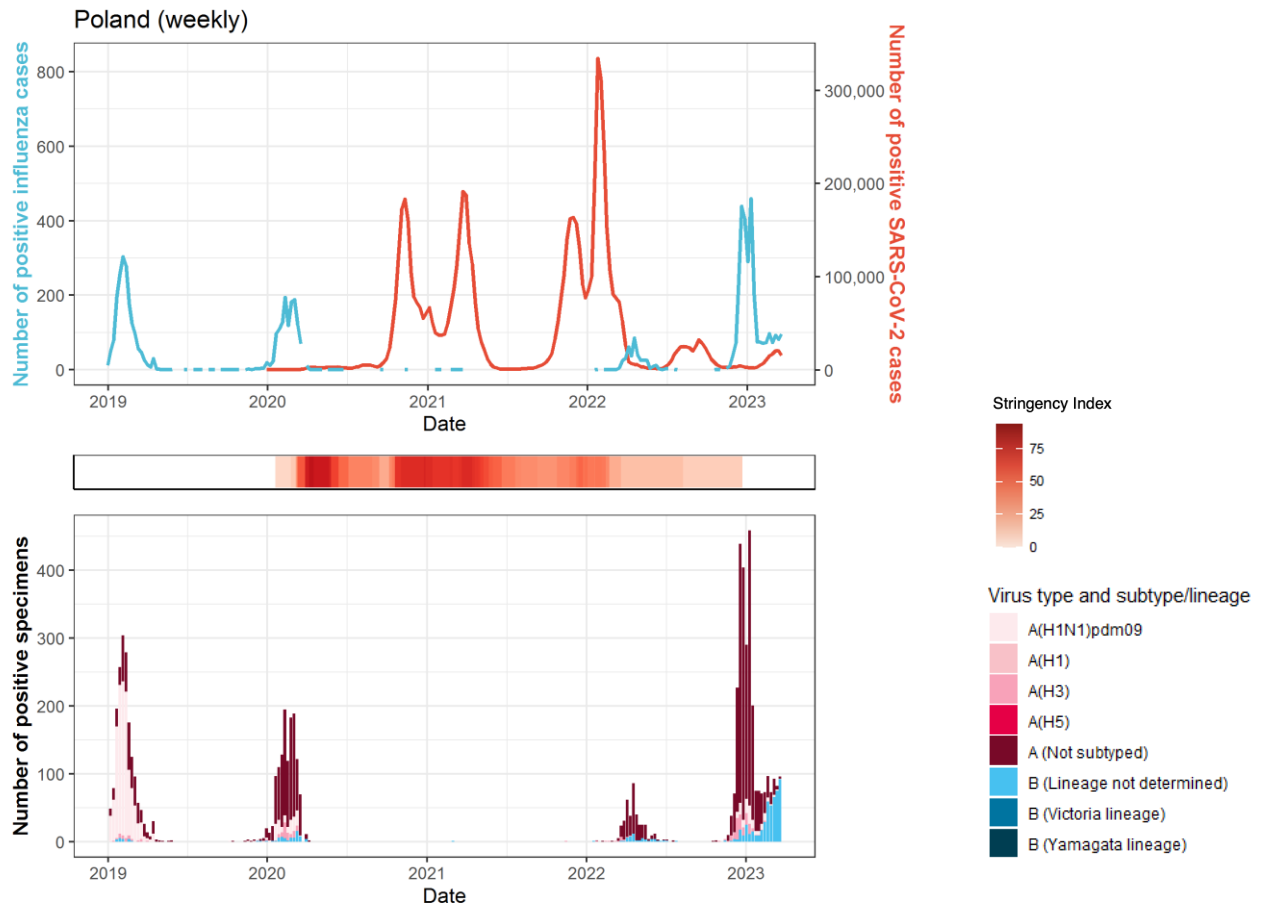 Poland (weekly)
Number of positive influenza cases
800
600
400
200
0
Number of positive SARS-CoV-2 cases
300,000
200,000
100,000
0
2019 2020 2021 2022 2023
Date
Stringency Index
75
50
25
0
Number of positive specimens
400
300
200
100
0
2019 2020 2021 2022 2023
Date
Virus type and subtype/lineage
A(H1N1)pdm09
A(H1)
A(H3)
A(H5)
A (Not subtyped)
B (Lineage not determined)
B (Victoria lineage)
B (Yamagata lineage)